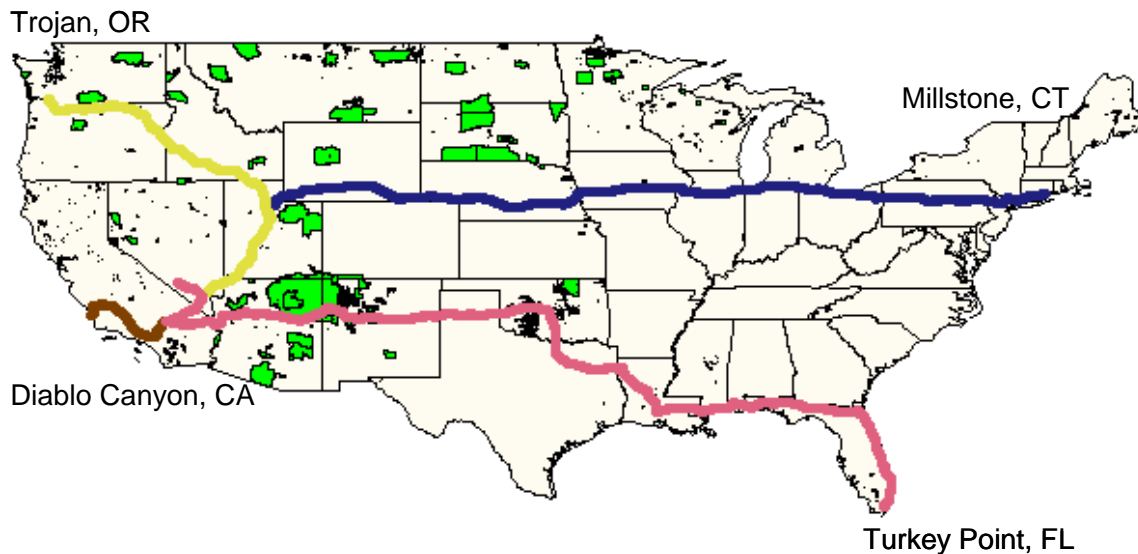 Trojan, OR
Millstone, CT
Diablo Canyon, CA
Turkey Point, FL